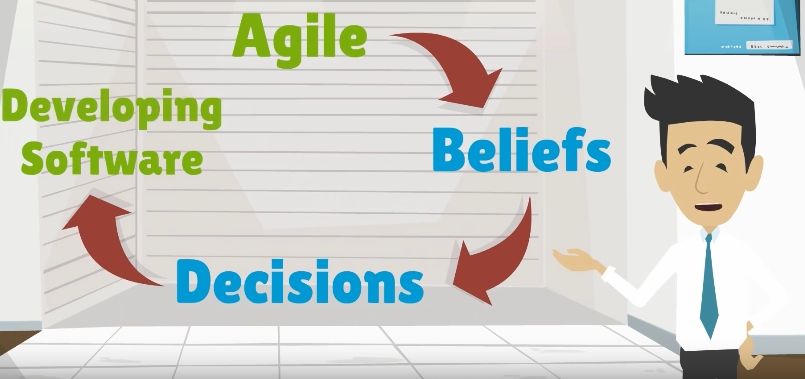 Agile
Developing
Software
Beliefs
Decisions